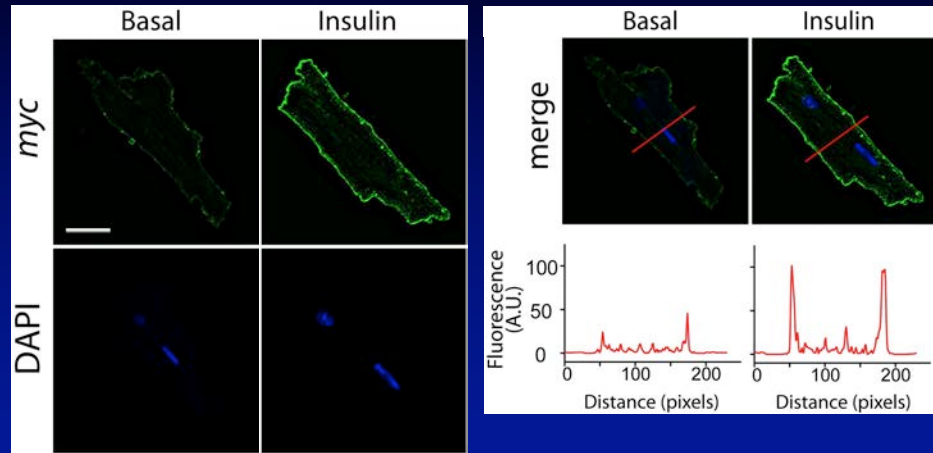 Basal Insulin
myc
DAPI
Basal Insulin
merge
Fluorescence
(A.U.)
100
50
0
0 100 200 0 100 200
Distance (pixels) Distance (pixels)